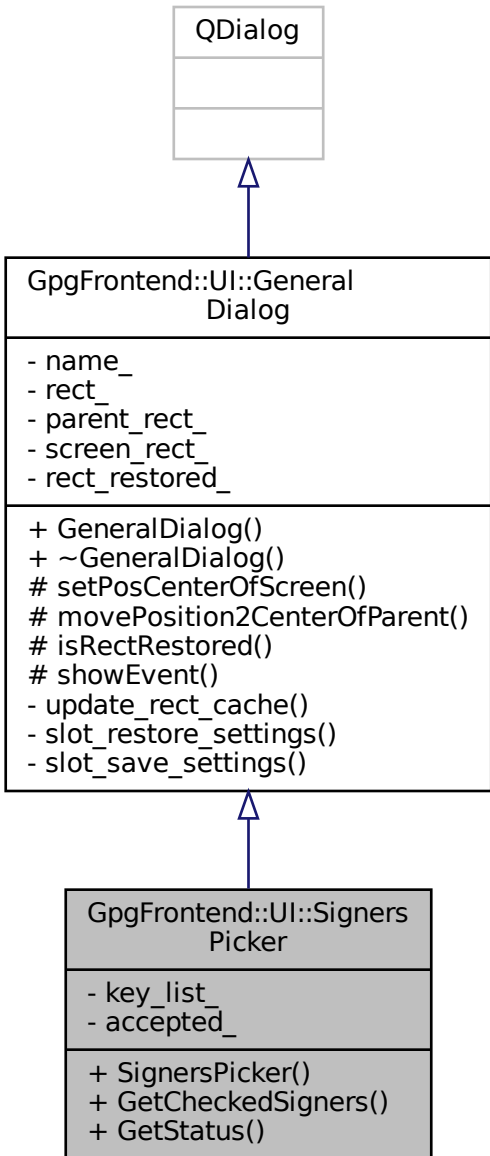 QDialog
GpgFrontend::UI::General
Dialog
- name_
- rect_
- parent_rect_
- screen_rect_
- rect_restored_
+ GeneralDialog()
+ ~GeneralDialog()
# setPosCenterOfScreen()
# movePosition2CenterOfParent()
# isRectRestored()
# showEvent()
- update_rect_cache()
- slot_restore_settings()
- slot_save_settings()
GpgFrontend::UI::Signers
Picker
- key_list_
- accepted_
+ SignersPicker()
+ GetCheckedSigners()
+ GetStatus()